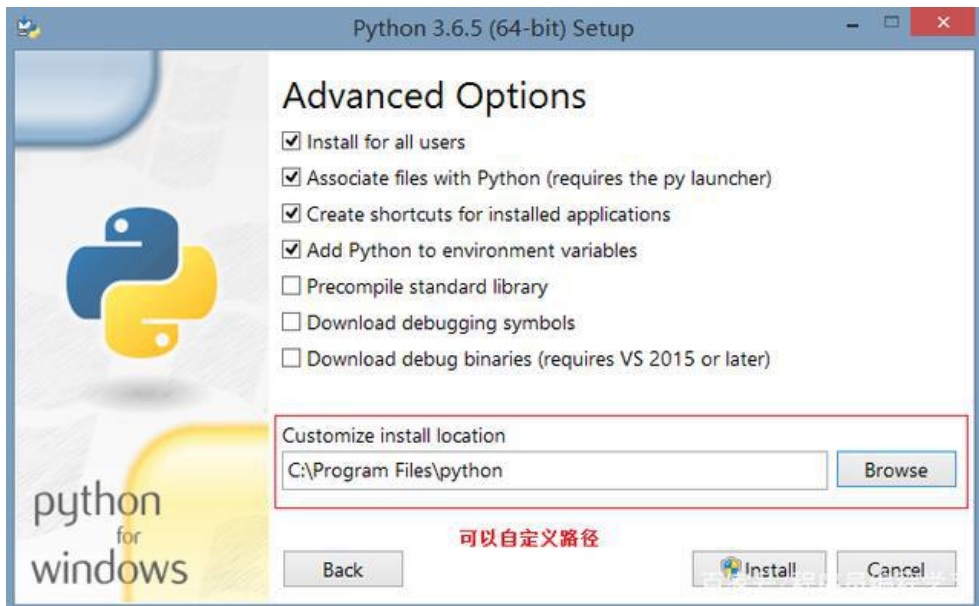 Python 3.6.5 (64-bit) Setup
Advanced Options
Install for all users
Associate files with Python (requires the py launcher)
Create shortcuts for installed applications
Add Python to environment variables
Precompile standard library
Download debugging symbols
Download debug binaries (requires VS 2015 or later)
Customize install location
C:\Program Files\python
Browse
python
for
windows
可以自定义路径
Back
Install
Cancel